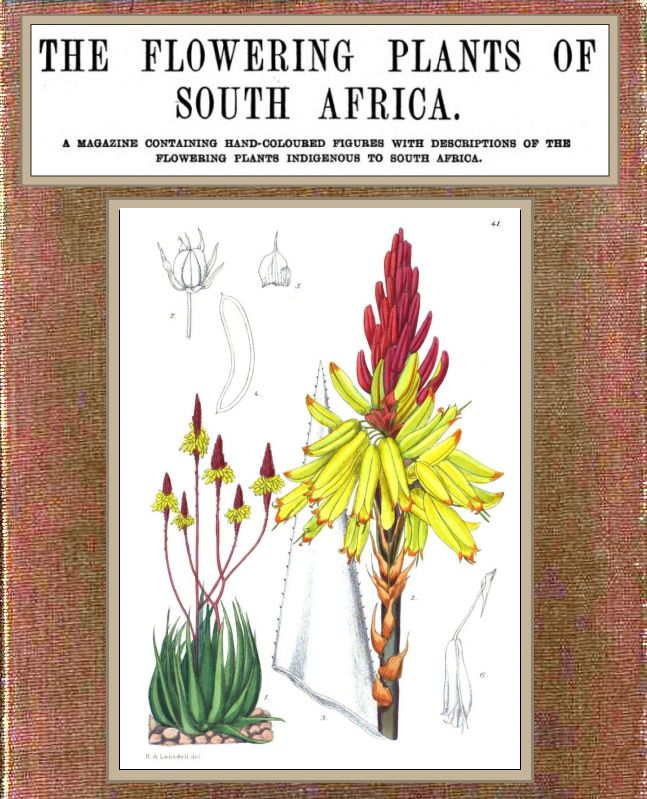 THE FLOWERING PLANTS OF
SOUTH AFRICA.
A MAGAZINE CONTAINING HAND-COLOURED FIGURES WITH DESCRIPTIONS OF THE
FLOWERING PLANTS INDIGENOUS TO SOUTH AFRICA.
41.
5.
7.
4.
2.
6.
1.
3.
K A Lansdell del.